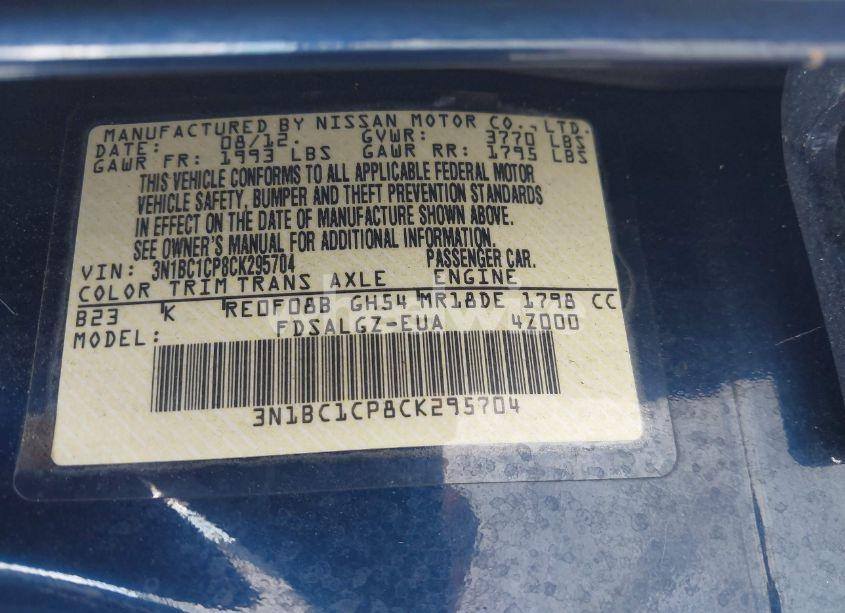 MANUFACTURED BY NISSAN MOTOR CO., LTD.
DATE: 08/12. GVWR: 3770 LBS
GAWR FR: 1993 LBS GAWR RR: 1795 LBS
THIS VEHICLE CONFORMS TO ALL APPLICABLE FEDERAL MOTOR
VEHICLE SAFETY, BUMPER AND THEFT PREVENTION STANDARDS
IN EFFECT ON THE DATE OF MANUFACTURE SHOWN ABOVE.
SEE OWNER'S MANUAL FOR ADDITIONAL INFORMATION.
VIN: 3N1BC1CP8CK295704 PASSENGER CAR.
COLOR TRIM TRANS AXLE ENGINE
B23 K RE0F08B GH54 MR18DE 1798 CC
MODEL: FDSALGZ-EUA 4Z000
3N1BC1CP8CK295704